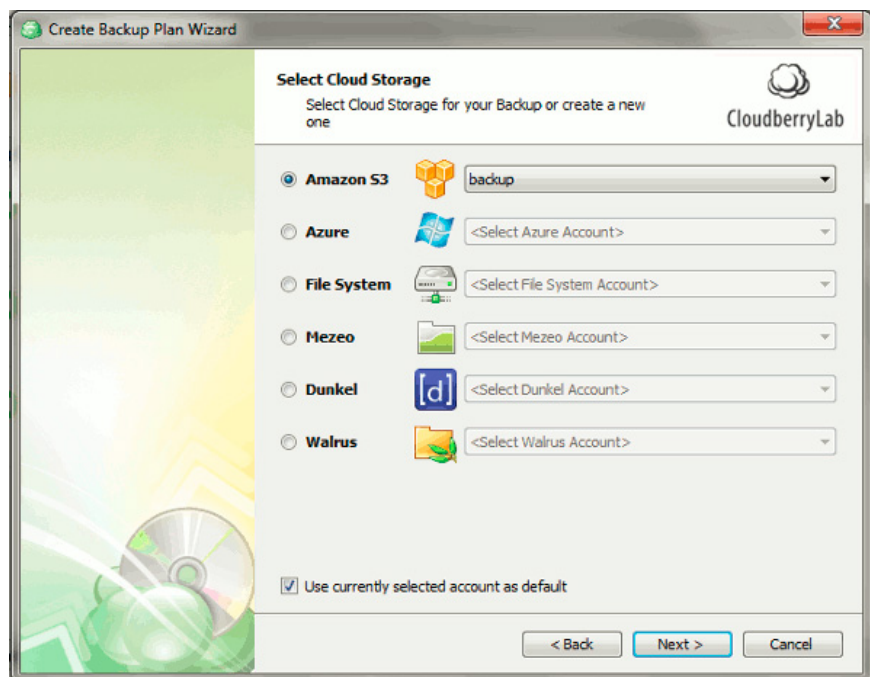 Create Backup Plan Wizard
Select Cloud Storage
Select Cloud Storage for your Backup or create a new
one
CloudberryLab
Amazon S3 backup
Azure <Select Azure Account>
File System <Select File System Account>
Mezeo <Select Mezeo Account>
Dunkel [d] <Select Dunkel Account>
Walrus <Select Walrus Account>
Use currently selected account as default
< Back Next > Cancel